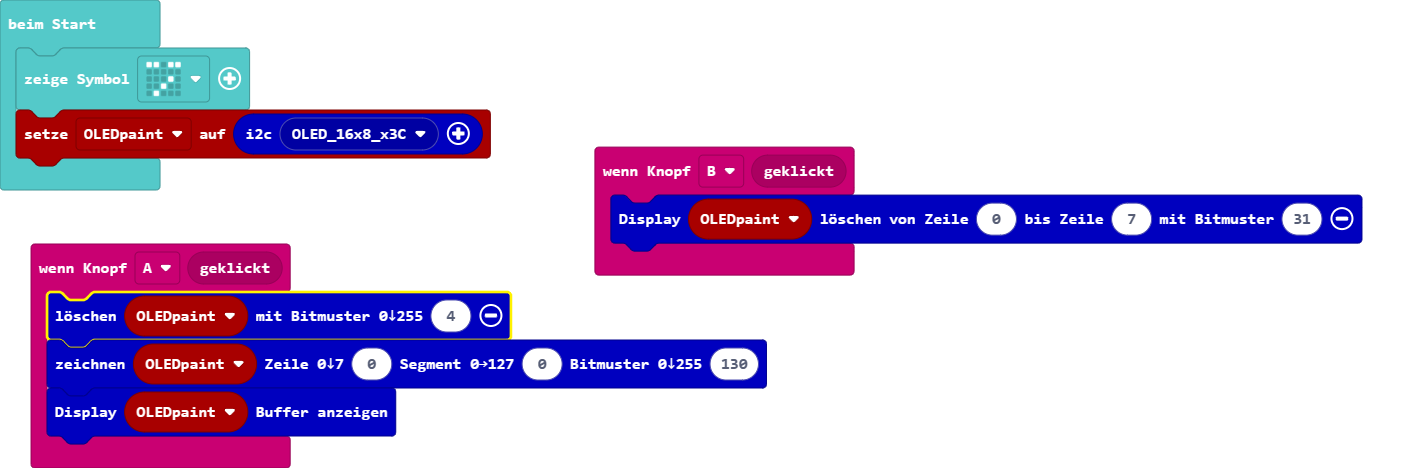 beim Start
zeige Symbol
setze OLEDpaint auf i2c OLED_16x8_x3C
wenn Knopf B geklickt
Display OLEDpaint löschen von Zeile 0 bis Zeile 7 mit Bitmuster 31
wenn Knopf A geklickt
löschen OLEDpaint mit Bitmuster 0↓255 4
zeichnen OLEDpaint Zeile 0↓7 0 Segment 0→127 0 Bitmuster 0↓255 130
Display OLEDpaint Buffer anzeigen